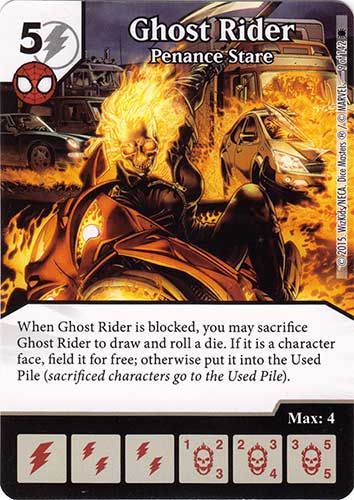 5
Ghost Rider
Penance Stare
© 2015 WizKids/NECA. Dice Masters ® / © MARVEL
When Ghost Rider is blocked, you may sacrifice
Ghost Rider to draw and roll a die. If it is a character
face, field it for free; otherwise put it into the Used
Pile (sacrificed characters go to the Used Pile).
Max: 4
1 2 2 4 3 5
3 3 5